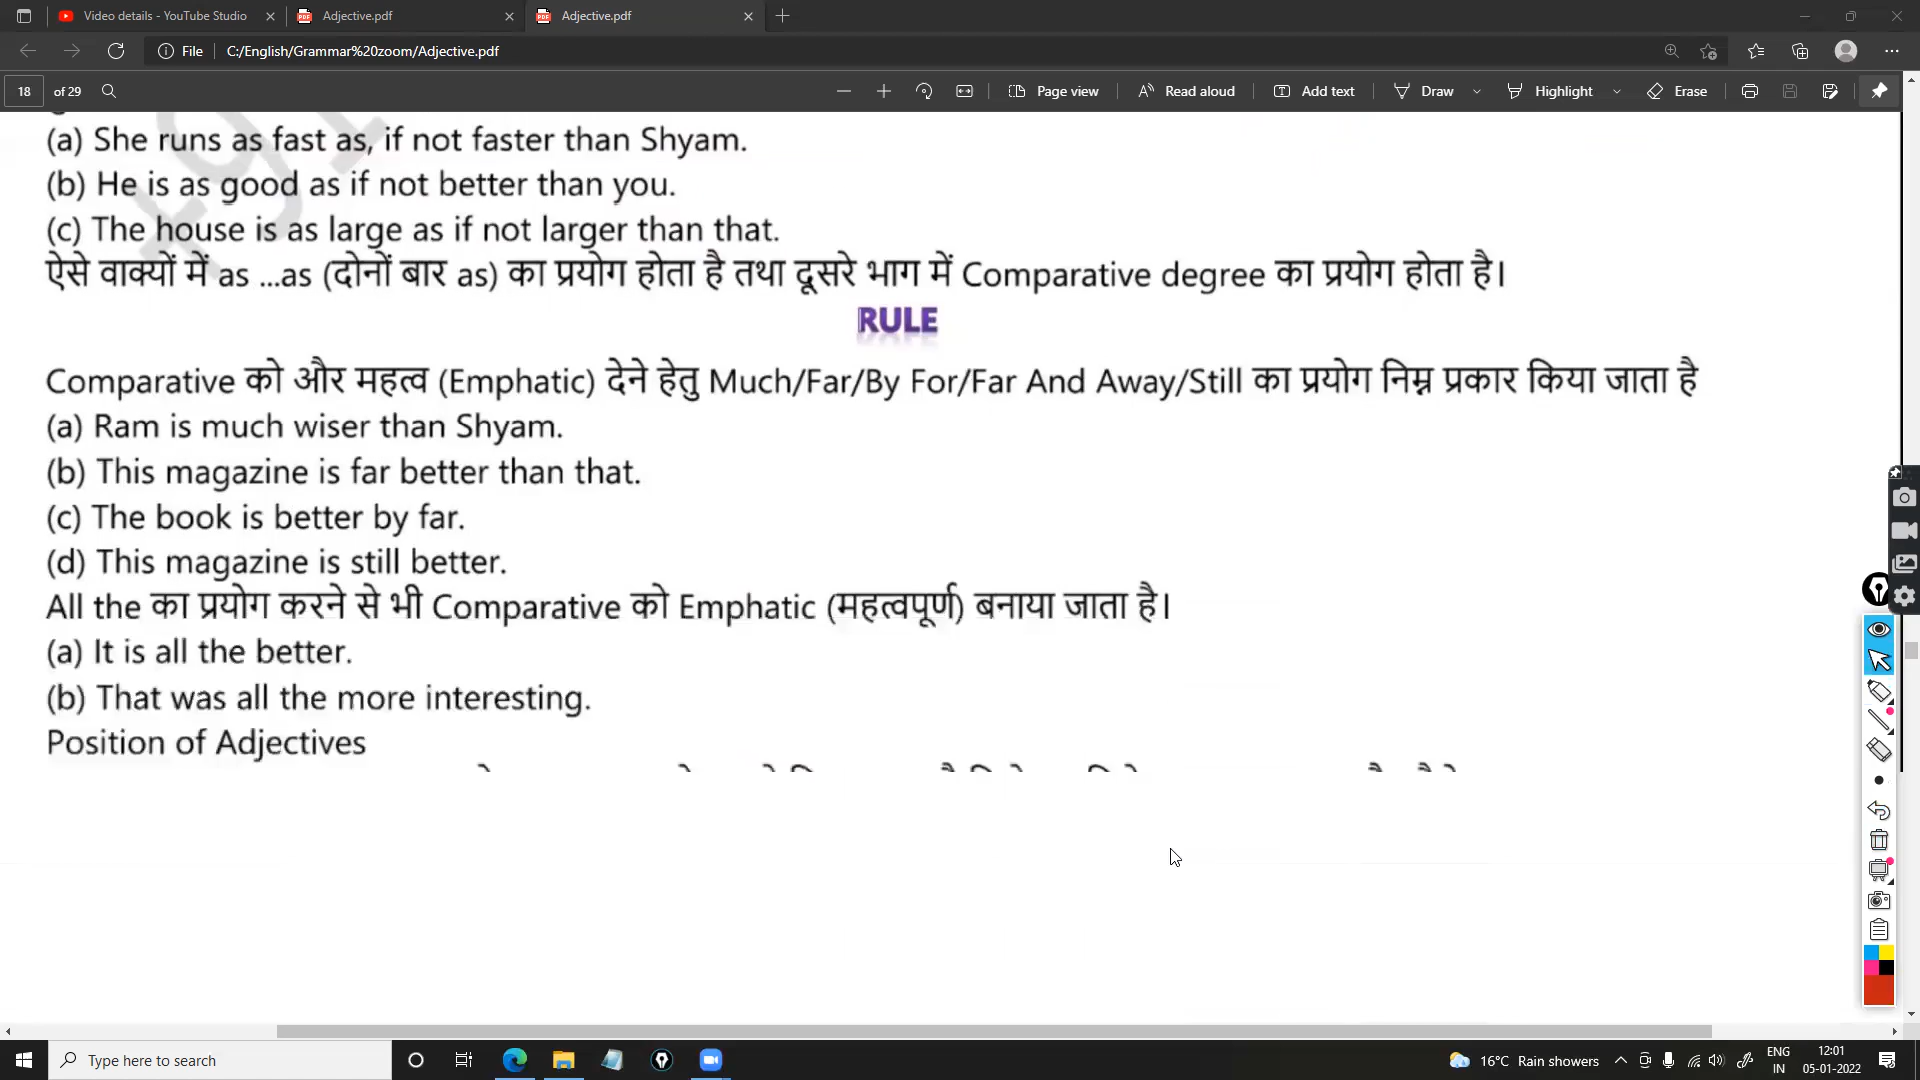 Video details - YouTube Studio
Adjective.pdf
Adjective.pdf
File
C:/English/Grammar%20zoom/Adjective.pdf
18 of 29
Page view
Read aloud
Add text
Draw
Highlight
Erase
(a) She runs as fast as, if not faster than Shyam.
(b) He is as good as if not better than you.
(c) The house is as large as if not larger than that.
ऐसे वाक्यों में as ...as (दोनों बार as) का प्रयोग होता है तथा दूसरे भाग में Comparative degree का प्रयोग होता है।
RULE
Comparative को और महत्व (Emphatic) देने हेतु Much/Far/By For/Far And Away/Still का प्रयोग निम्न प्रकार किया जाता है
(a) Ram is much wiser than Shyam.
(b) This magazine is far better than that.
(c) The book is better by far.
(d) This magazine is still better.
All the का प्रयोग करने से भी Comparative को Emphatic (महत्वपूर्ण) बनाया जाता है।
(a) It is all the better.
(b) That was all the more interesting.
Position of Adjectives
Type here to search
16°C Rain showers
ENG
IN
12:01
05-01-2022